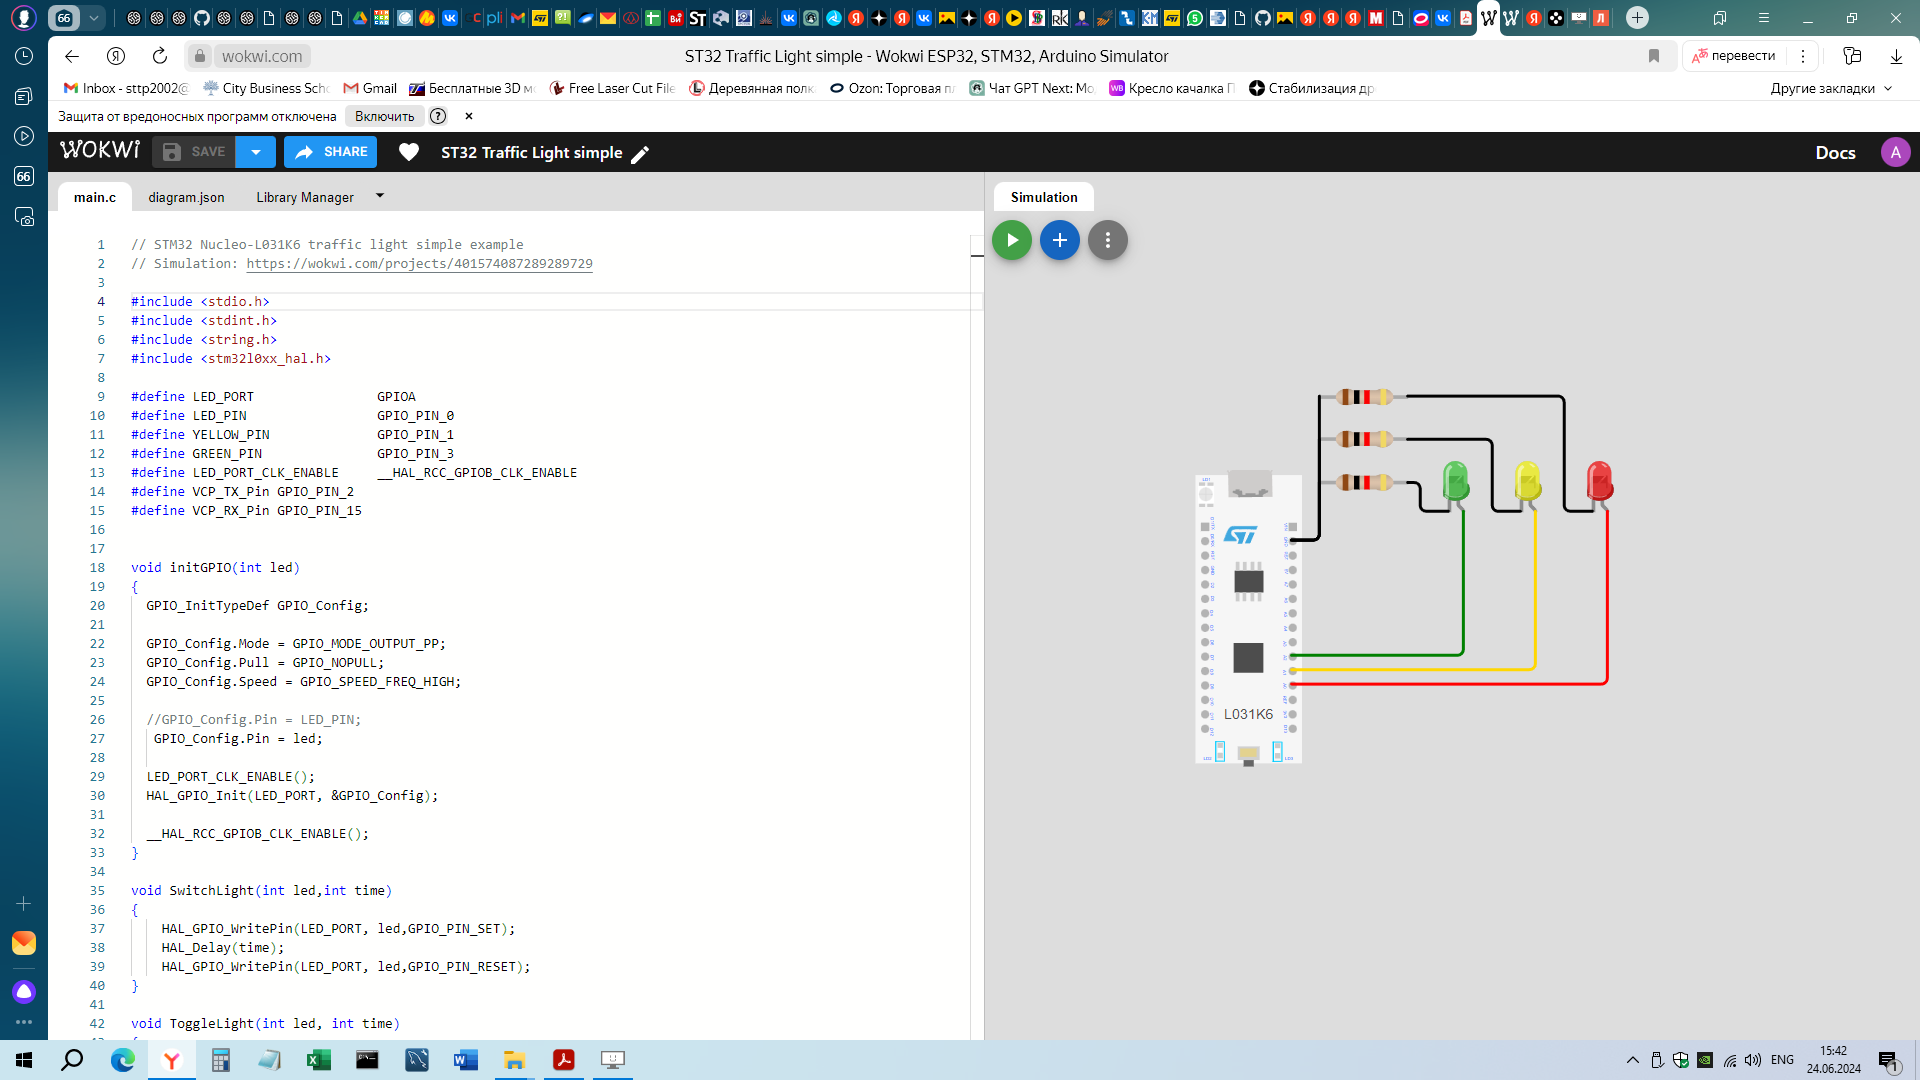 66
wokwi.com
ST32 Traffic Light simple - Wokwi ESP32, STM32, Arduino Simulator
перевести
Inbox - sttp2002@
City Business Scho
Gmail
Бесплатные 3D мо
Free Laser Cut File
Деревянная полк
Ozon: Торговая пл
Чат GPT Next: Мо
Кресло качалка П
Стабилизация др
Другие закладки
Защита от вредоносных программ отключена
Включить
WOKWI
SAVE
SHARE
ST32 Traffic Light simple
Docs
A
main.c
diagram.json
Library Manager
Simulation
1 // STM32 Nucleo-L031K6 traffic light simple example
2 // Simulation: https://wokwi.com/projects/401574087289289729
3
4 #include <stdio.h>
5 #include <stdint.h>
6 #include <string.h>
7 #include <stm32l0xx_hal.h>
8
9 #define LED_PORT GPIOA
10 #define LED_PIN GPIO_PIN_0
11 #define YELLOW_PIN GPIO_PIN_1
12 #define GREEN_PIN GPIO_PIN_3
13 #define LED_PORT_CLK_ENABLE __HAL_RCC_GPIOB_CLK_ENABLE
14 #define VCP_TX_Pin GPIO_PIN_2
15 #define VCP_RX_Pin GPIO_PIN_15
16
17
18 void initGPIO(int led)
19 {
20 GPIO_InitTypeDef GPIO_Config;
21
22 GPIO_Config.Mode = GPIO_MODE_OUTPUT_PP;
23 GPIO_Config.Pull = GPIO_NOPULL;
24 GPIO_Config.Speed = GPIO_SPEED_FREQ_HIGH;
25
26 //GPIO_Config.Pin = LED_PIN;
27 GPIO_Config.Pin = led;
28
29 LED_PORT_CLK_ENABLE();
30 HAL_GPIO_Init(LED_PORT, &GPIO_Config);
31
32 __HAL_RCC_GPIOB_CLK_ENABLE();
33 }
34
35 void SwitchLight(int led,int time)
36 {
37 HAL_GPIO_WritePin(LED_PORT, led,GPIO_PIN_SET);
38 HAL_Delay(time);
39 HAL_GPIO_WritePin(LED_PORT, led,GPIO_PIN_RESET);
40 }
41
42 void ToggleLight(int led, int time)
L031K6
66
ENG
15:42
24.06.2024
1